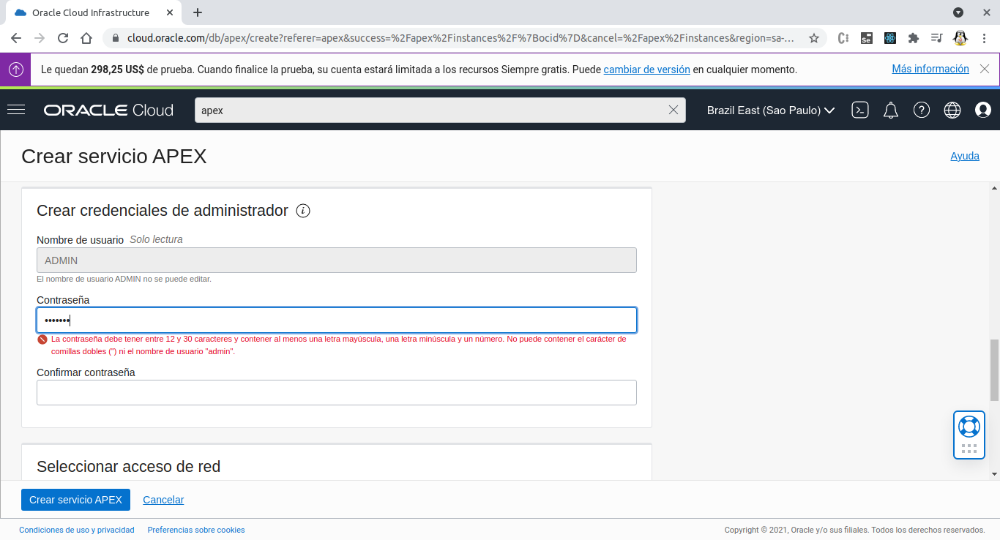 Oracle Cloud Infrastructure
cloud.oracle.com/db/apex/create?referer=apex&success=%2Fapex%2Finstances%2F%7Bocid%7D&cancel=%2Fapex%2Finstances&region=sa-...
C:
Se
Le quedan 298,25 US$ de prueba. Cuando finalice la prueba, su cuenta estará limitada a los recursos Siempre gratis. Puede cambiar de versión en cualquier momento.
Más información
ORACLE Cloud
apex
Brazil East (Sao Paulo)
Crear servicio APEX
Ayuda
Crear credenciales de administrador
Nombre de usuario Solo lectura
ADMIN
El nombre de usuario ADMIN no se puede editar.
Contraseña
•••••••
La contraseña debe tener entre 12 y 30 caracteres y contener al menos una letra mayúscula, una letra minúscula y un número. No puede contener el carácter de
comillas dobles (") ni el nombre de usuario "admin".
Confirmar contraseña
Seleccionar acceso de red
Crear servicio APEX
Cancelar
Condiciones de uso y privacidad
Preferencias sobre cookies
Copyright © 2021, Oracle y/o sus filiales. Todos los derechos reservados.